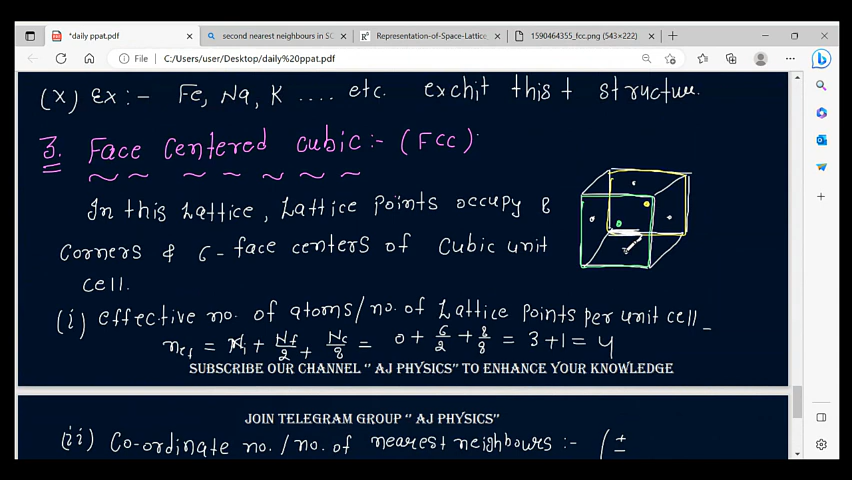 *daily ppat.pdf
second nearest neighbours in SC
Representation-of-Space-Lattice
1590464355_fcc.png (543×222)
File
C:/Users/user/Desktop/daily%20ppat.pdf
(x) Ex:- Fe, Na, K .... etc. exchit this t structure.
3. Face Centered cubic:- (FCC):
In this Lattice, Lattice Points occupy 8
Corners & 6-face centers of Cubic unit
cell.
(i) effective no. of atoms/no. of Lattice points per unit cell -
nef = Ni + Nf/2 + Nc/8 = 0 + 6/2 + 8/8 = 3+1 = 4
SUBSCRIBE OUR CHANNEL '' AJ PHYSICS'' TO ENHANCE YOUR KNOWLEDGE
JOIN TELEGRAM GROUP '' AJ PHYSICS''
(ii) Co-ordinate no./no. of nearest neighbours :- (±